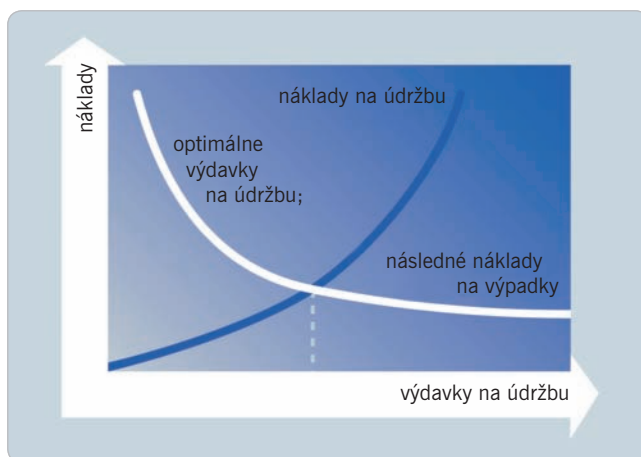 náklady
náklady na údržbu
optimálne
výdavky
na údržbu;
následné náklady
na výpadky
výdavky na údržbu